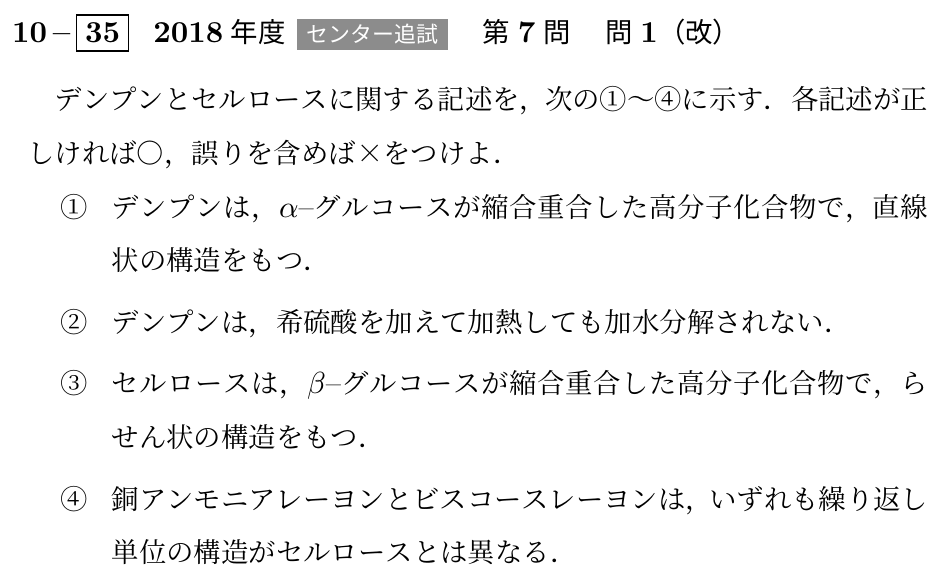 10－35 2018 年度 センター追試 第 7 問 問 1（改）
デンプンとセルロースに関する記述を，次の①〜④に示す．各記述が正
しければ○，誤りを含めば×をつけよ．
① デンプンは，α–グルコースが縮合重合した高分子化合物で，直線
状の構造をもつ．
② デンプンは，希硫酸を加えて加熱しても加水分解されない．
③ セルロースは，β–グルコースが縮合重合した高分子化合物で，ら
せん状の構造をもつ．
④ 銅アンモニアレーヨンとビスコースレーヨンは，いずれも繰り返し
単位の構造がセルロースとは異なる．